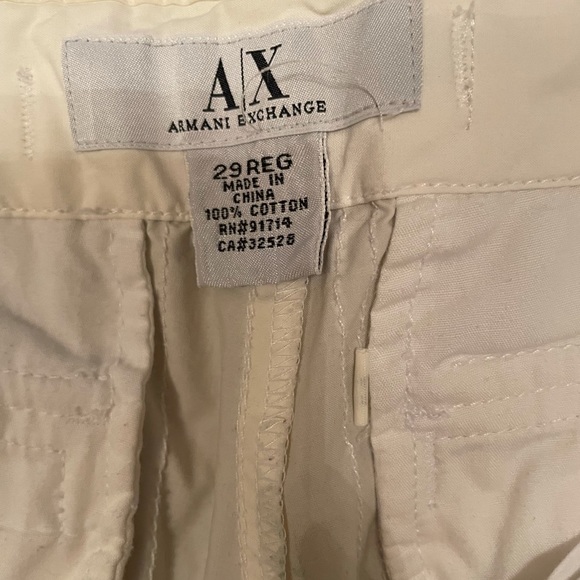 A|X
ARMANI EXCHANGE
29 REG
MADE IN
CHINA
100% COTTON
RN#91714
CA#32528